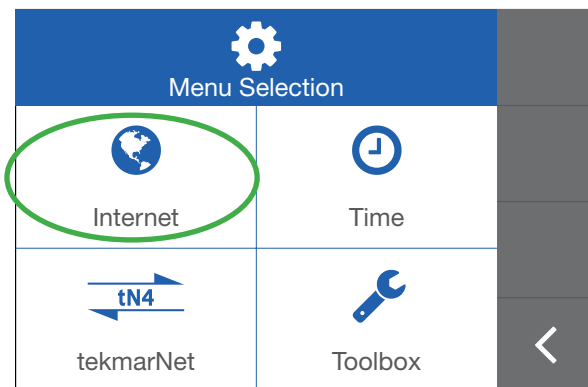 Menu Selection
Internet
Time
tN4
tekmarNet
Toolbox